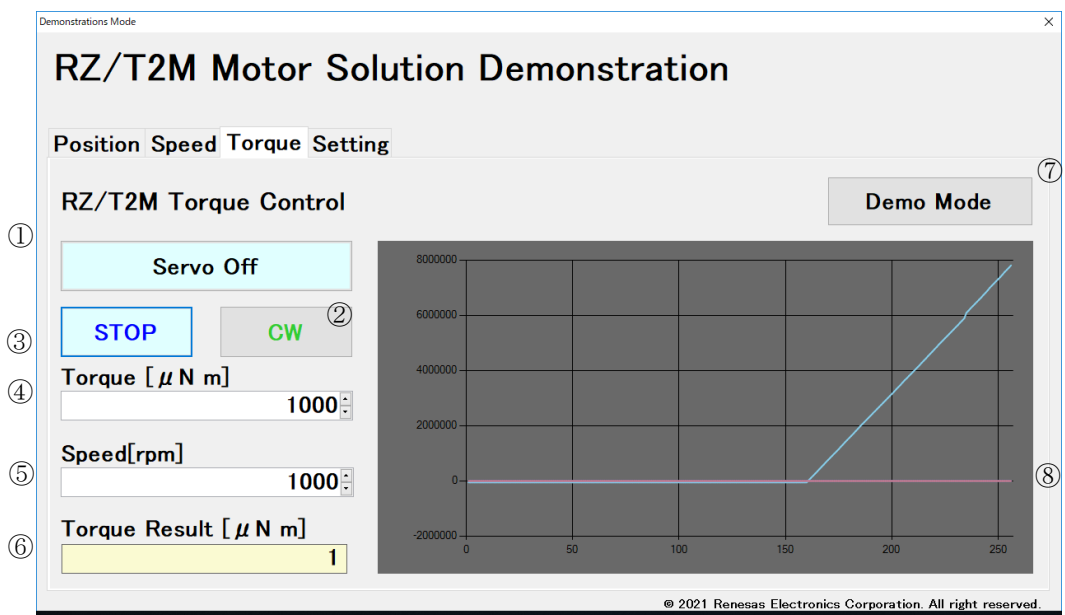 Demonstrations Mode
RZ/T2M Motor Solution Demonstration
Position Speed Torque Setting
⑦
RZ/T2M Torque Control
Demo Mode
①
Servo Off
②
③
STOP CW
Torque [μN m]
④
1000
Speed[rpm]
⑤
1000
Torque Result [μN m]
⑥
1
8000000
6000000
4000000
2000000
0
-2000000
0 50 100 150 200 250
⑧
© 2021 Renesas Electronics Corporation. All right reserved.